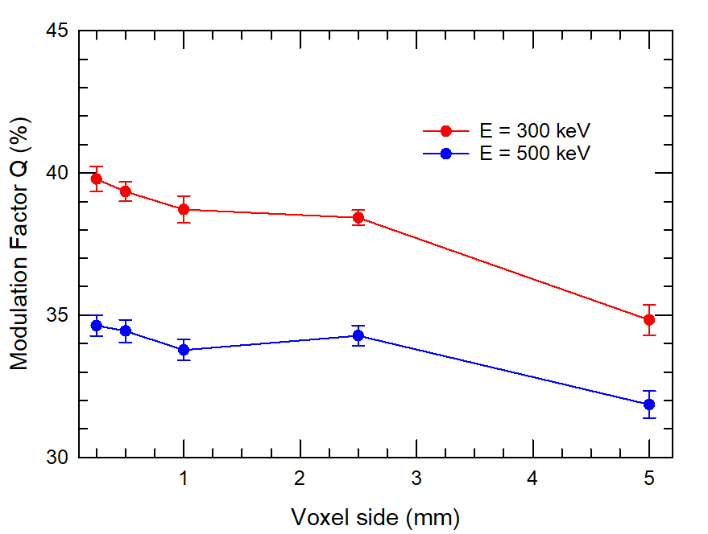 45
40
35
30
Modulation Factor Q (%)
E = 300 keV
E = 500 keV
1 2 3 4 5
Voxel side (mm)